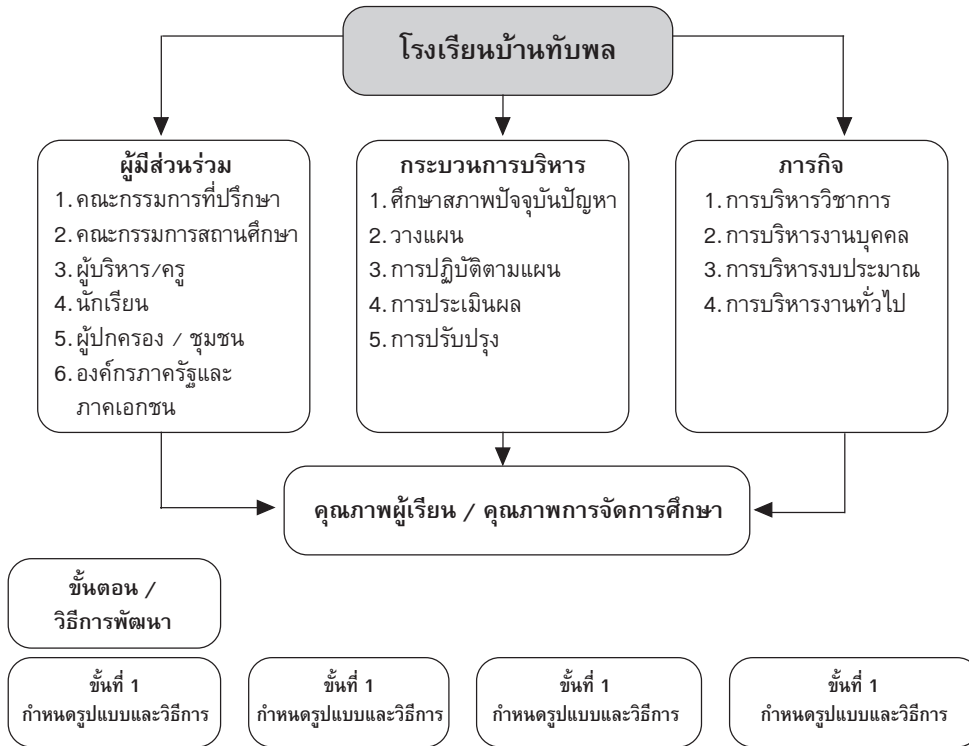 โรงเรียนบ้านทับพล
ผู้มีส่วนร่วม
1. คณะกรรมการที่ปรึกษา
2. คณะกรรมการสถานศึกษา
3. ผู้บริหาร/ครู
4. นักเรียน
5. ผู้ปกครอง / ชุมชน
6. องค์กรภาครัฐและ
ภาคเอกชน
กระบวนการบริหาร
1. ศึกษาสภาพปัจจุบันปัญหา
2. วางแผน
3. การปฏิบัติตามแผน
4. การประเมินผล
5. การปรับปรุง
ภารกิจ
1. การบริหารวิชาการ
2. การบริหารงานบุคคล
3. การบริหารงบประมาณ
4. การบริหารงานทั่วไป
คุณภาพผู้เรียน / คุณภาพการจัดการศึกษา
ขั้นตอน /
วิธีการพัฒนา
ขั้นที่ 1
กำหนดรูปแบบและวิธีการ
ขั้นที่ 1
กำหนดรูปแบบและวิธีการ
ขั้นที่ 1
กำหนดรูปแบบและวิธีการ
ขั้นที่ 1
กำหนดรูปแบบและวิธีการ